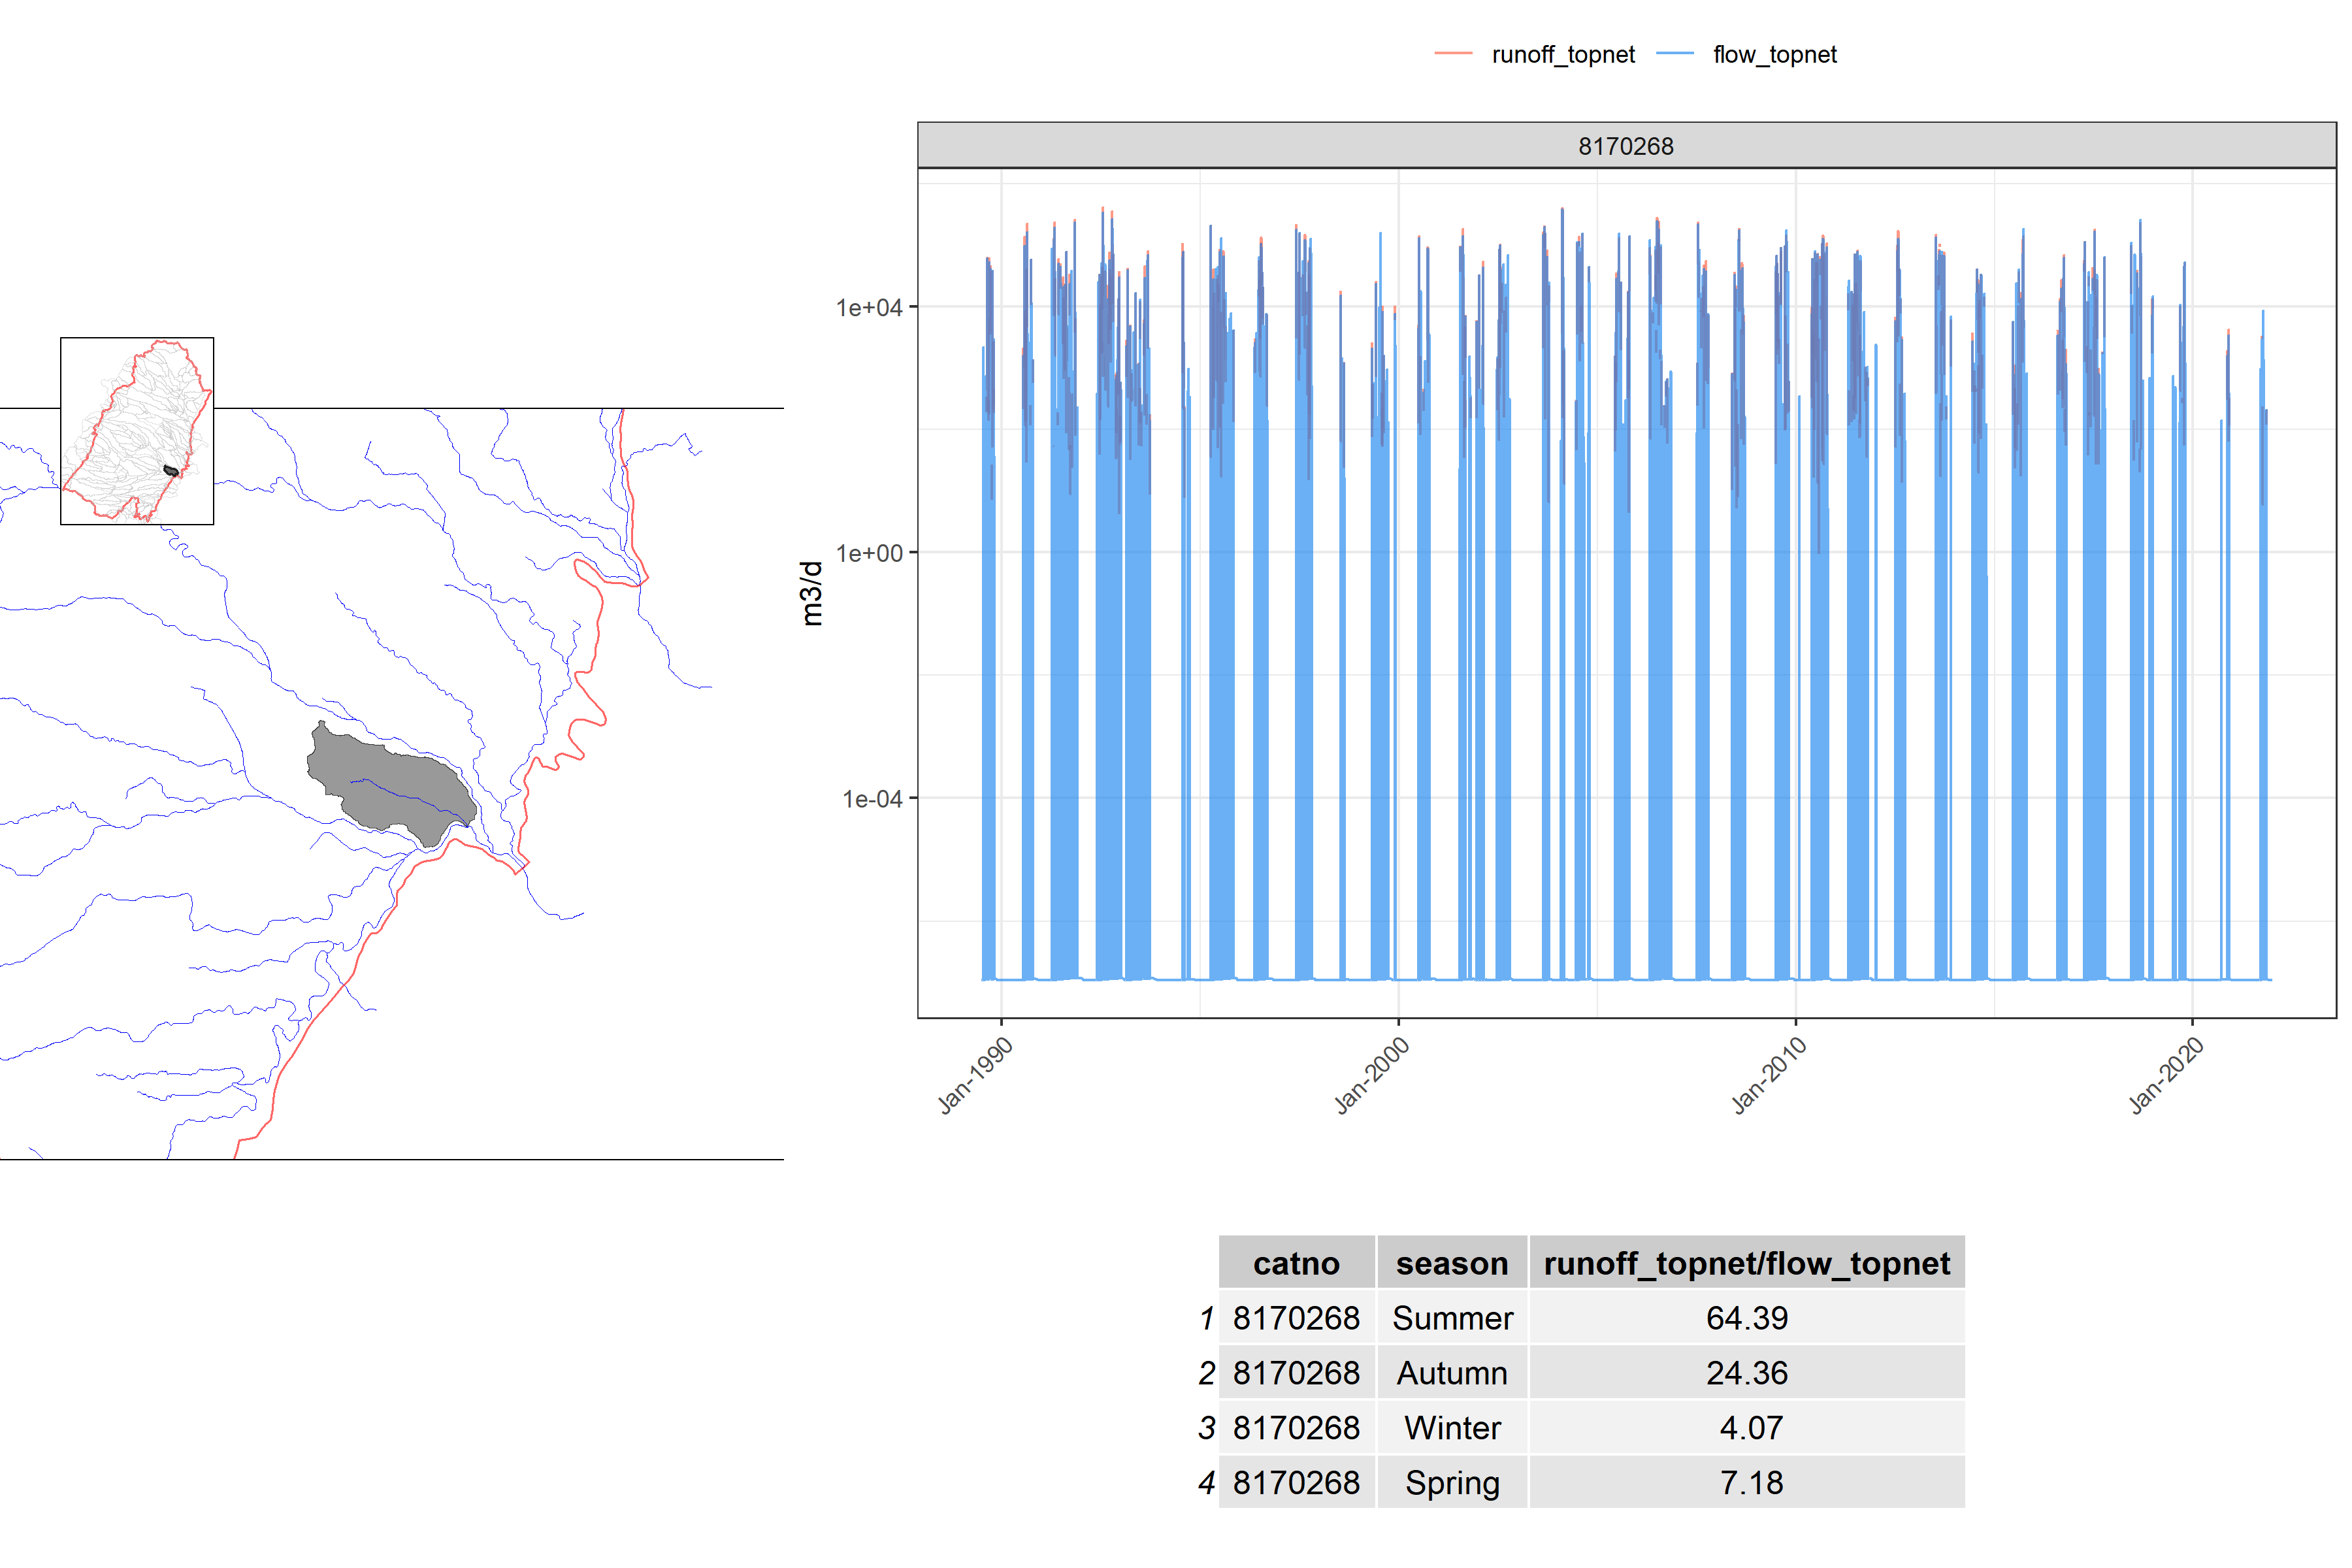 runoff_topnet flow_topnet
8170268
m3/d
1e+04
1e+00
1e-04
Jan-1990 Jan-2000 Jan-2010 Jan-2020
catno season runoff_topnet/flow_topnet
1 8170268 Summer 64.39
2 8170268 Autumn 24.36
3 8170268 Winter 4.07
4 8170268 Spring 7.18